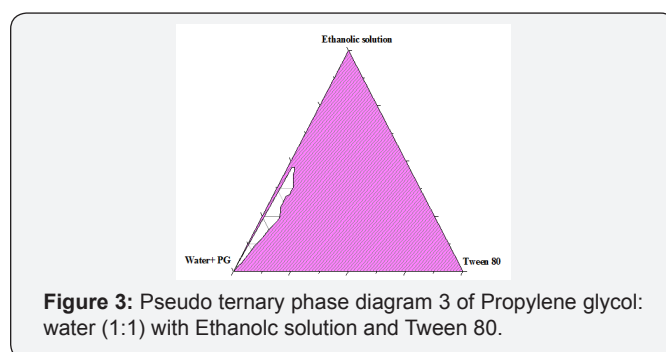 Ethanolic solution
Water+ PG
Tween 80
Figure 3: Pseudo ternary phase diagram 3 of Propylene glycol:
water (1:1) with Ethanolc solution and Tween 80.